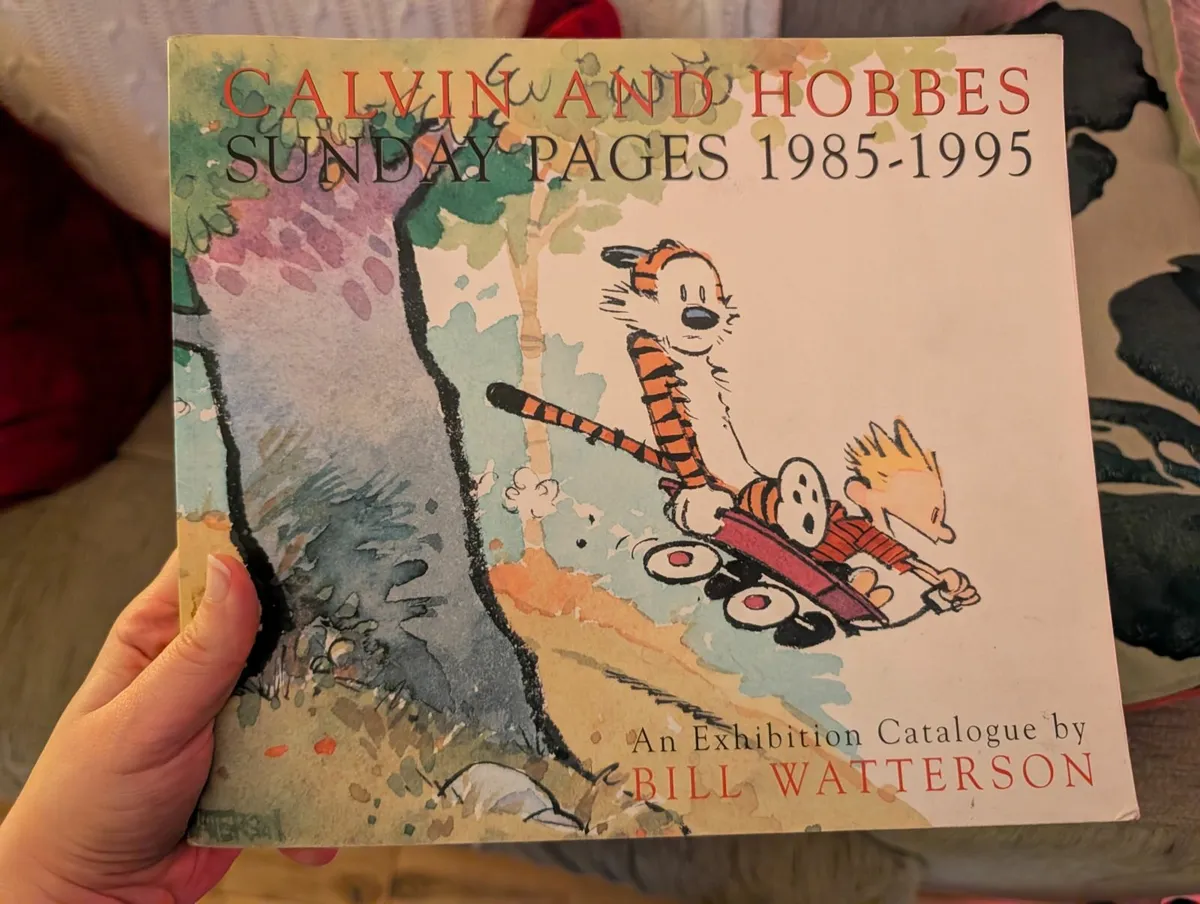 CALVIN AND HOBBES
SUNDAY PAGES 1985-1995
An Exhibition Catalogue by
BILL WATTERSON